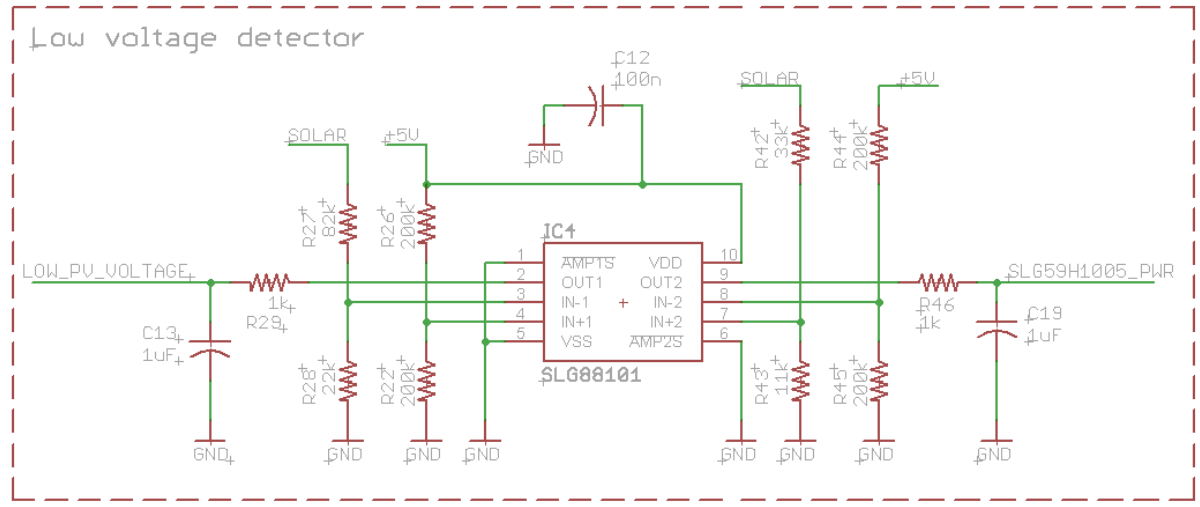 Low voltage detector
C12
100n
GND
SOLAR
+5V
R27
82k
R26
200k
SOLAR
+5V
R42
33k
R44
200k
IC4
1 AMP1S VDD 10
2 OUT1 OUT2 9
3 IN-1 IN-2 8
4 IN+1 IN+2 7
5 VSS AMP2S 6
SLG88101
LOW_PV_VOLTAGE
1k
R29
C13
1uF
R28
22k
R22
200k
R43
11k
R45
200k
SLG59H1005_PWR
R46
1k
C19
1uF
GND
GND
GND
GND
GND
GND
GND
GND